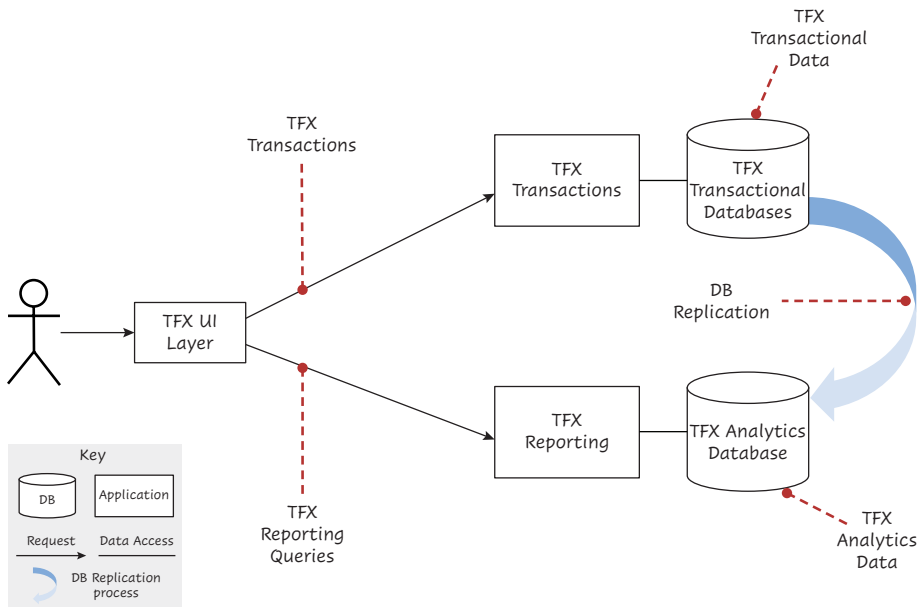 TFX
Transactional
Data
TFX
Transactions
TFX
Transactions
TFX
Transactional
Databases
DB
Replication
TFX UI
Layer
TFX
Reporting
TFX Analytics
Database
TFX
Reporting
Queries
TFX
Analytics
Data
Key
DB
Application
Request
Data Access
DB Replication
process